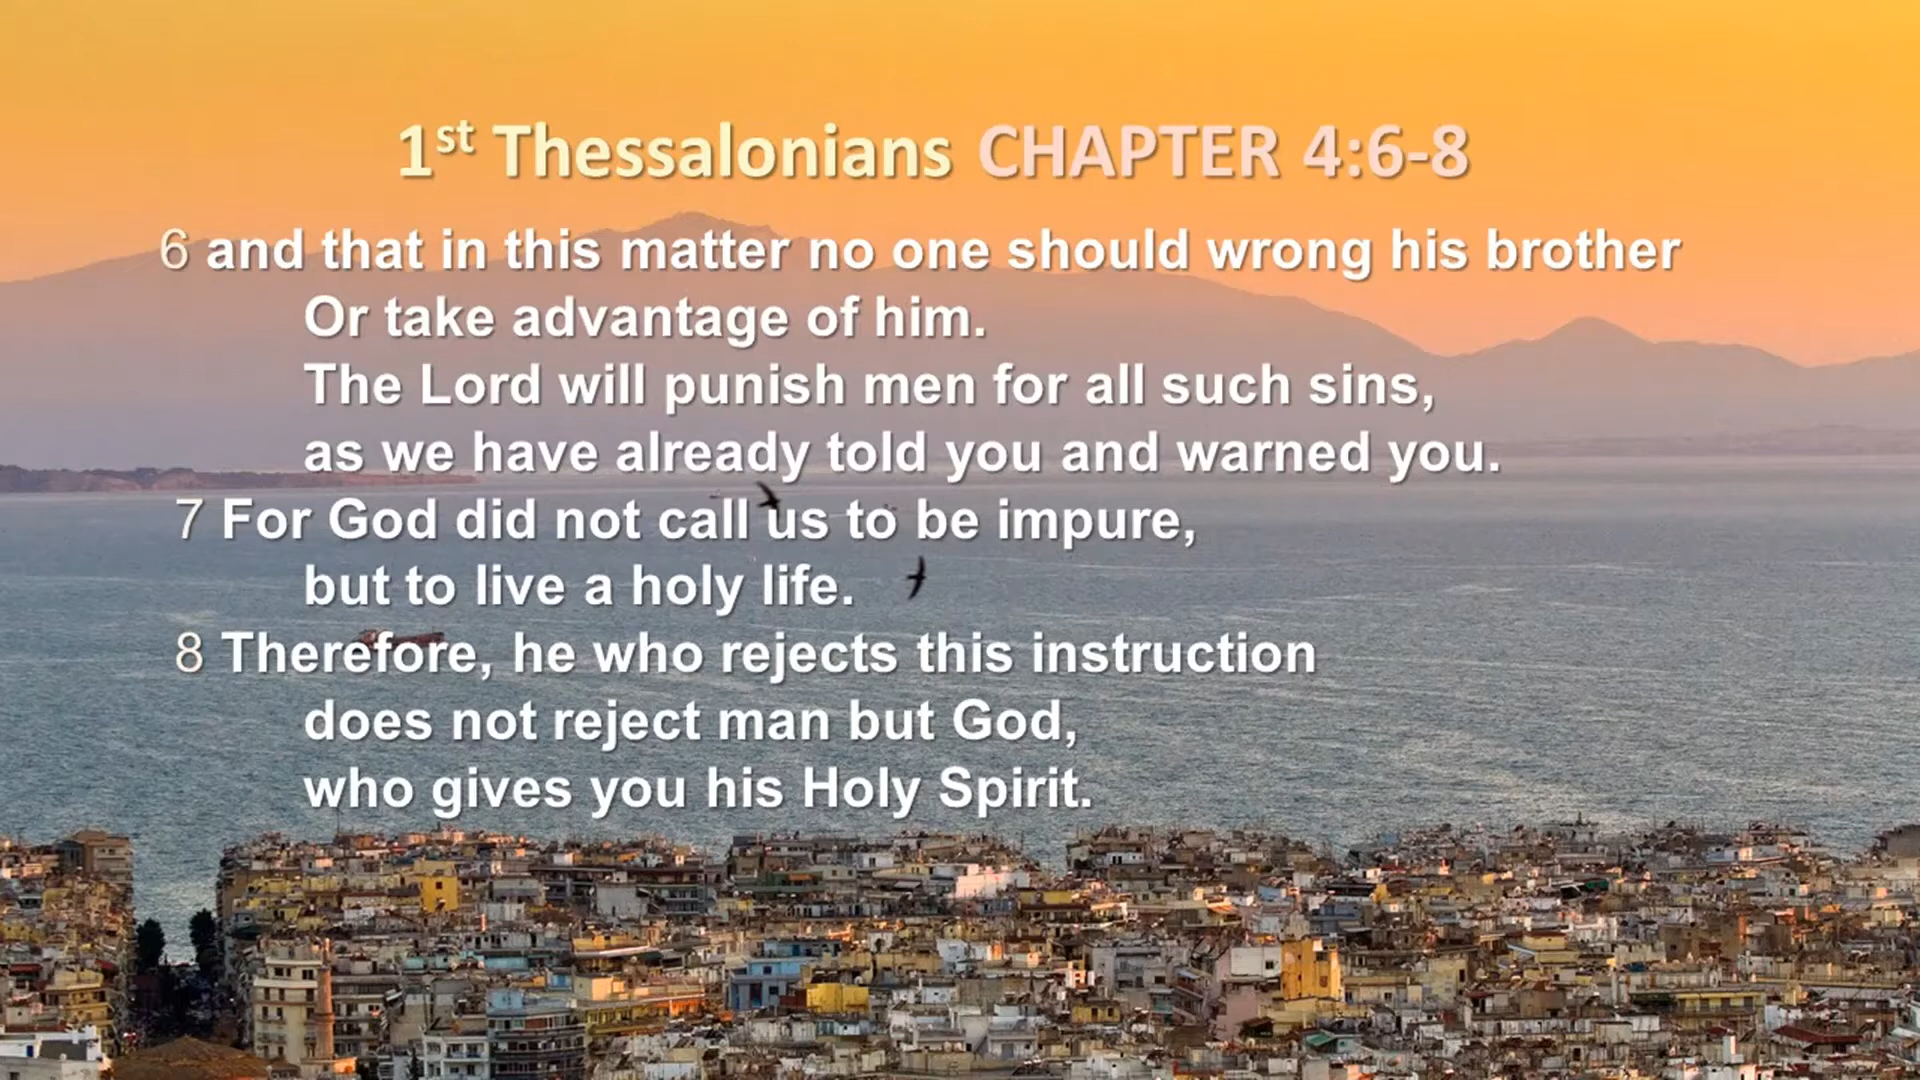 1st Thessalonians CHAPTER 4:6-8
6 and that in this matter no one should wrong his brother
Or take advantage of him.
The Lord will punish men for all such sins,
as we have already told you and warned you.
7 For God did not call us to be impure,
but to live a holy life.
8 Therefore, he who rejects this instruction
does not reject man but God,
who gives you his Holy Spirit.